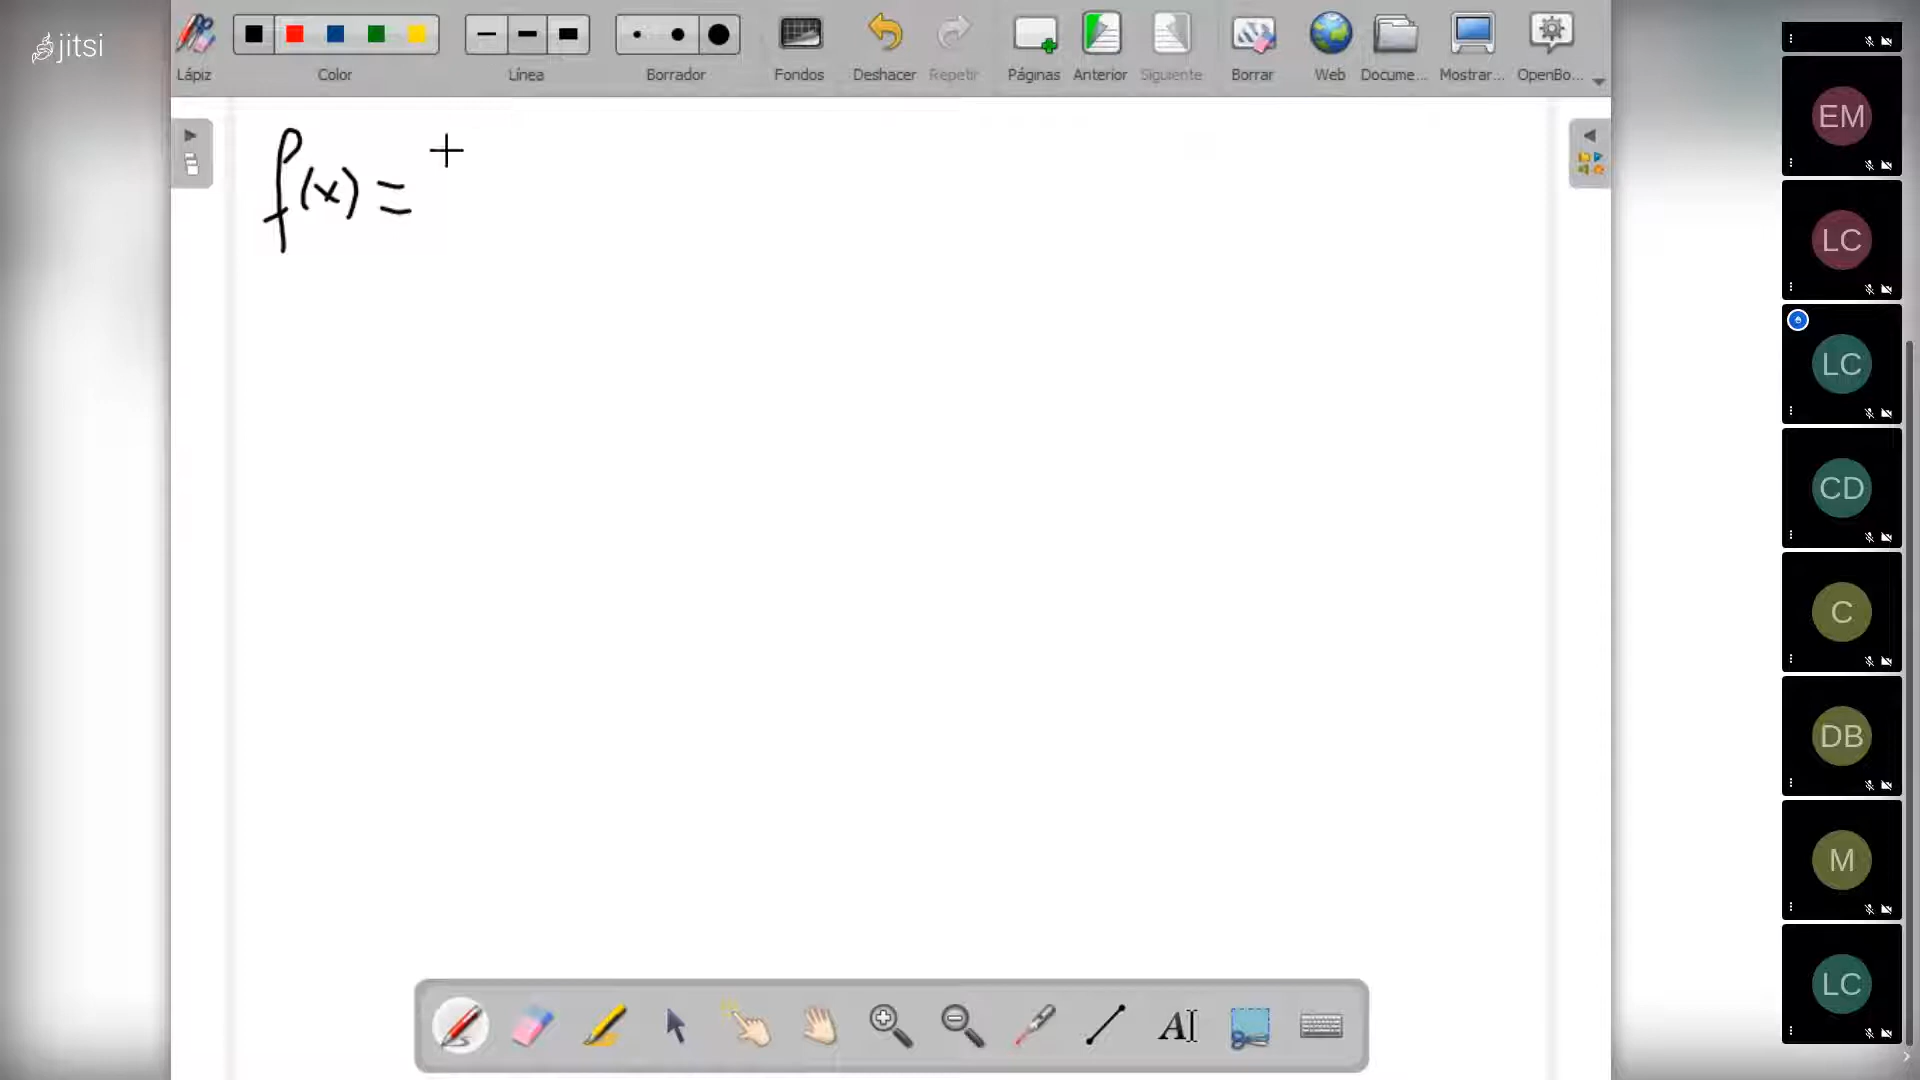 jitsi
Lápiz
Color
Línea
Borrador
Fondos
Deshacer
Repetir
Páginas
Anterior
Siguiente
Borrar
Web
Docume...
Mostrar...
OpenBo...
f(x) =
EM
LC
LC
CD
C
DB
M
LC